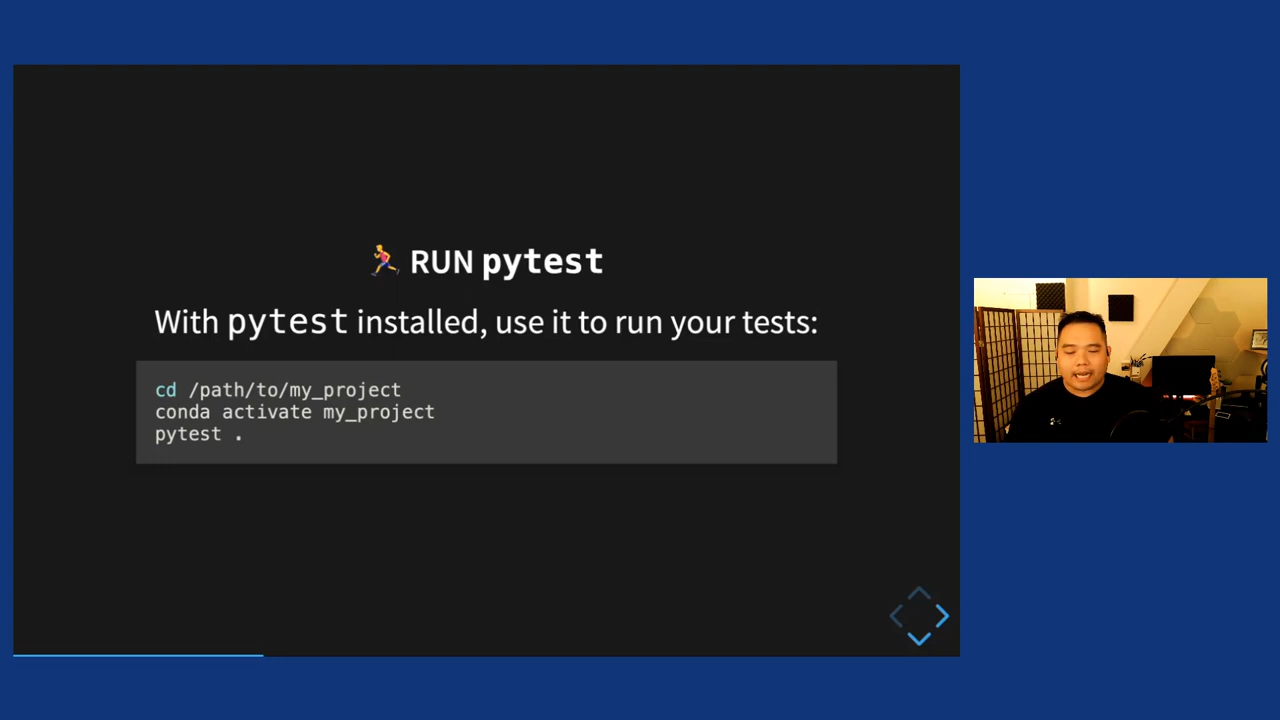 🏃 RUN pytest
With pytest installed, use it to run your tests:
cd /path/to/my_project
conda activate my_project
pytest .